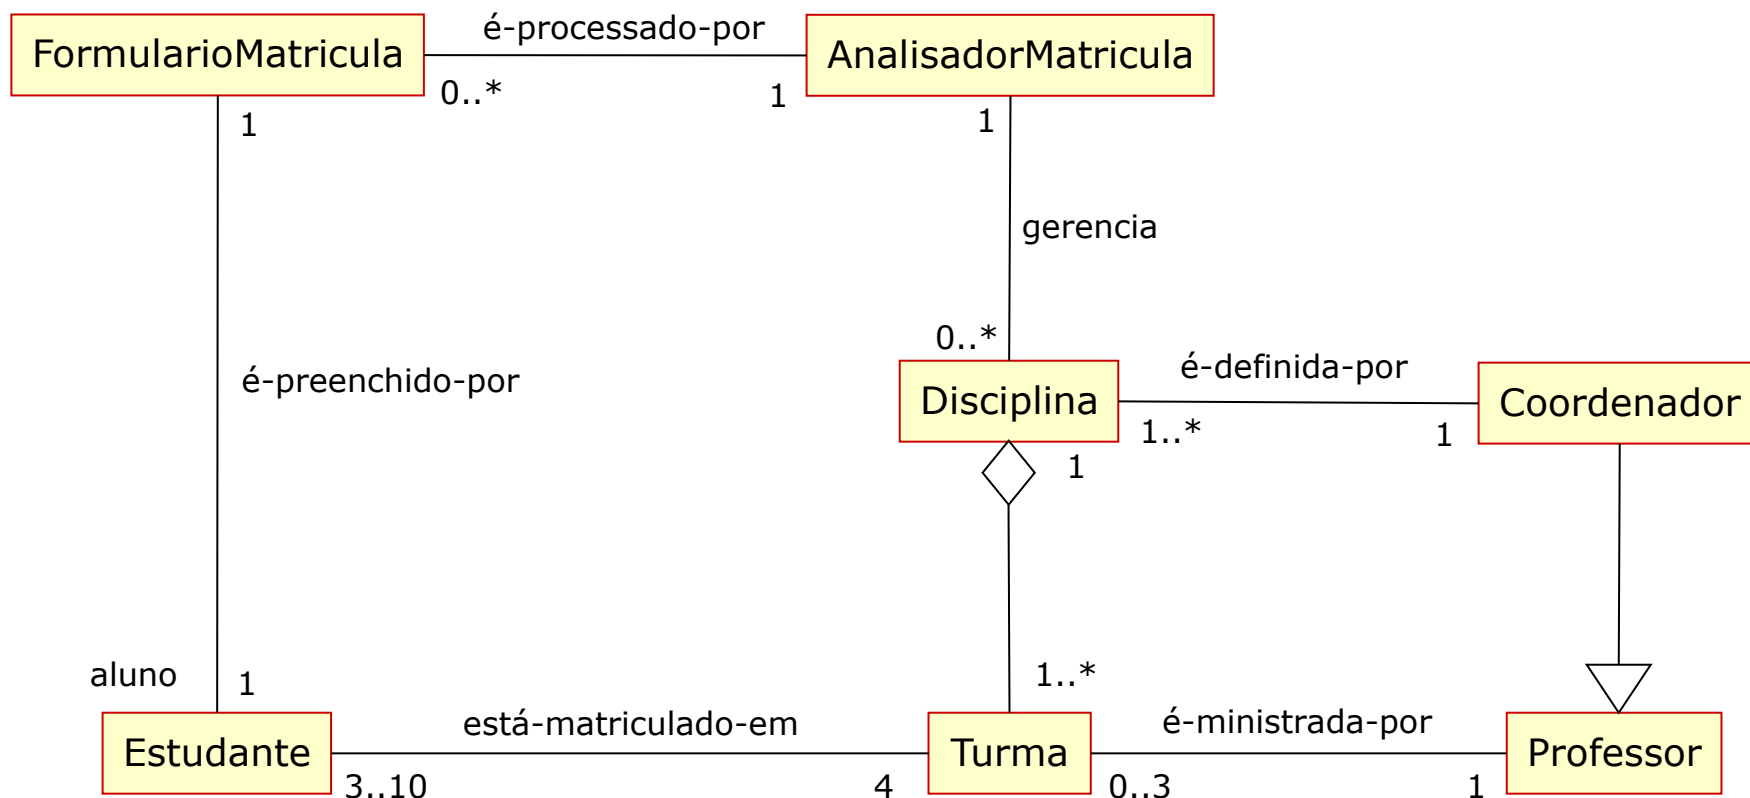 é-processado-por
FormularioMatricula
AnalisadorMatricula
0..*
1
1
1
gerencia
0..*
é-preenchido-por
é-definida-por
Disciplina
Coordenador
1..*
1
1
aluno
1
1..*
está-matriculado-em
é-ministrada-por
Estudante
Turma
Professor
3..10
4
0..3
1